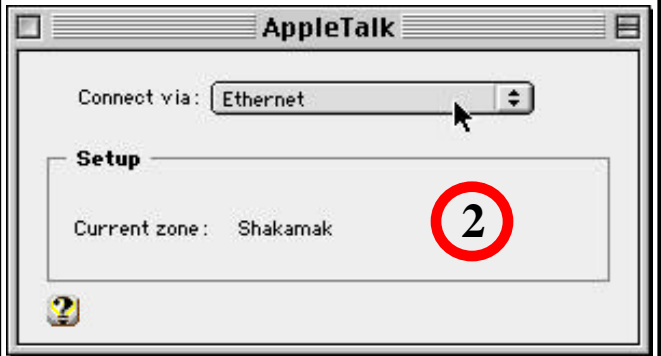 AppleTalk
Connect via: Ethernet
Setup
Current zone: Shakamak
2
?